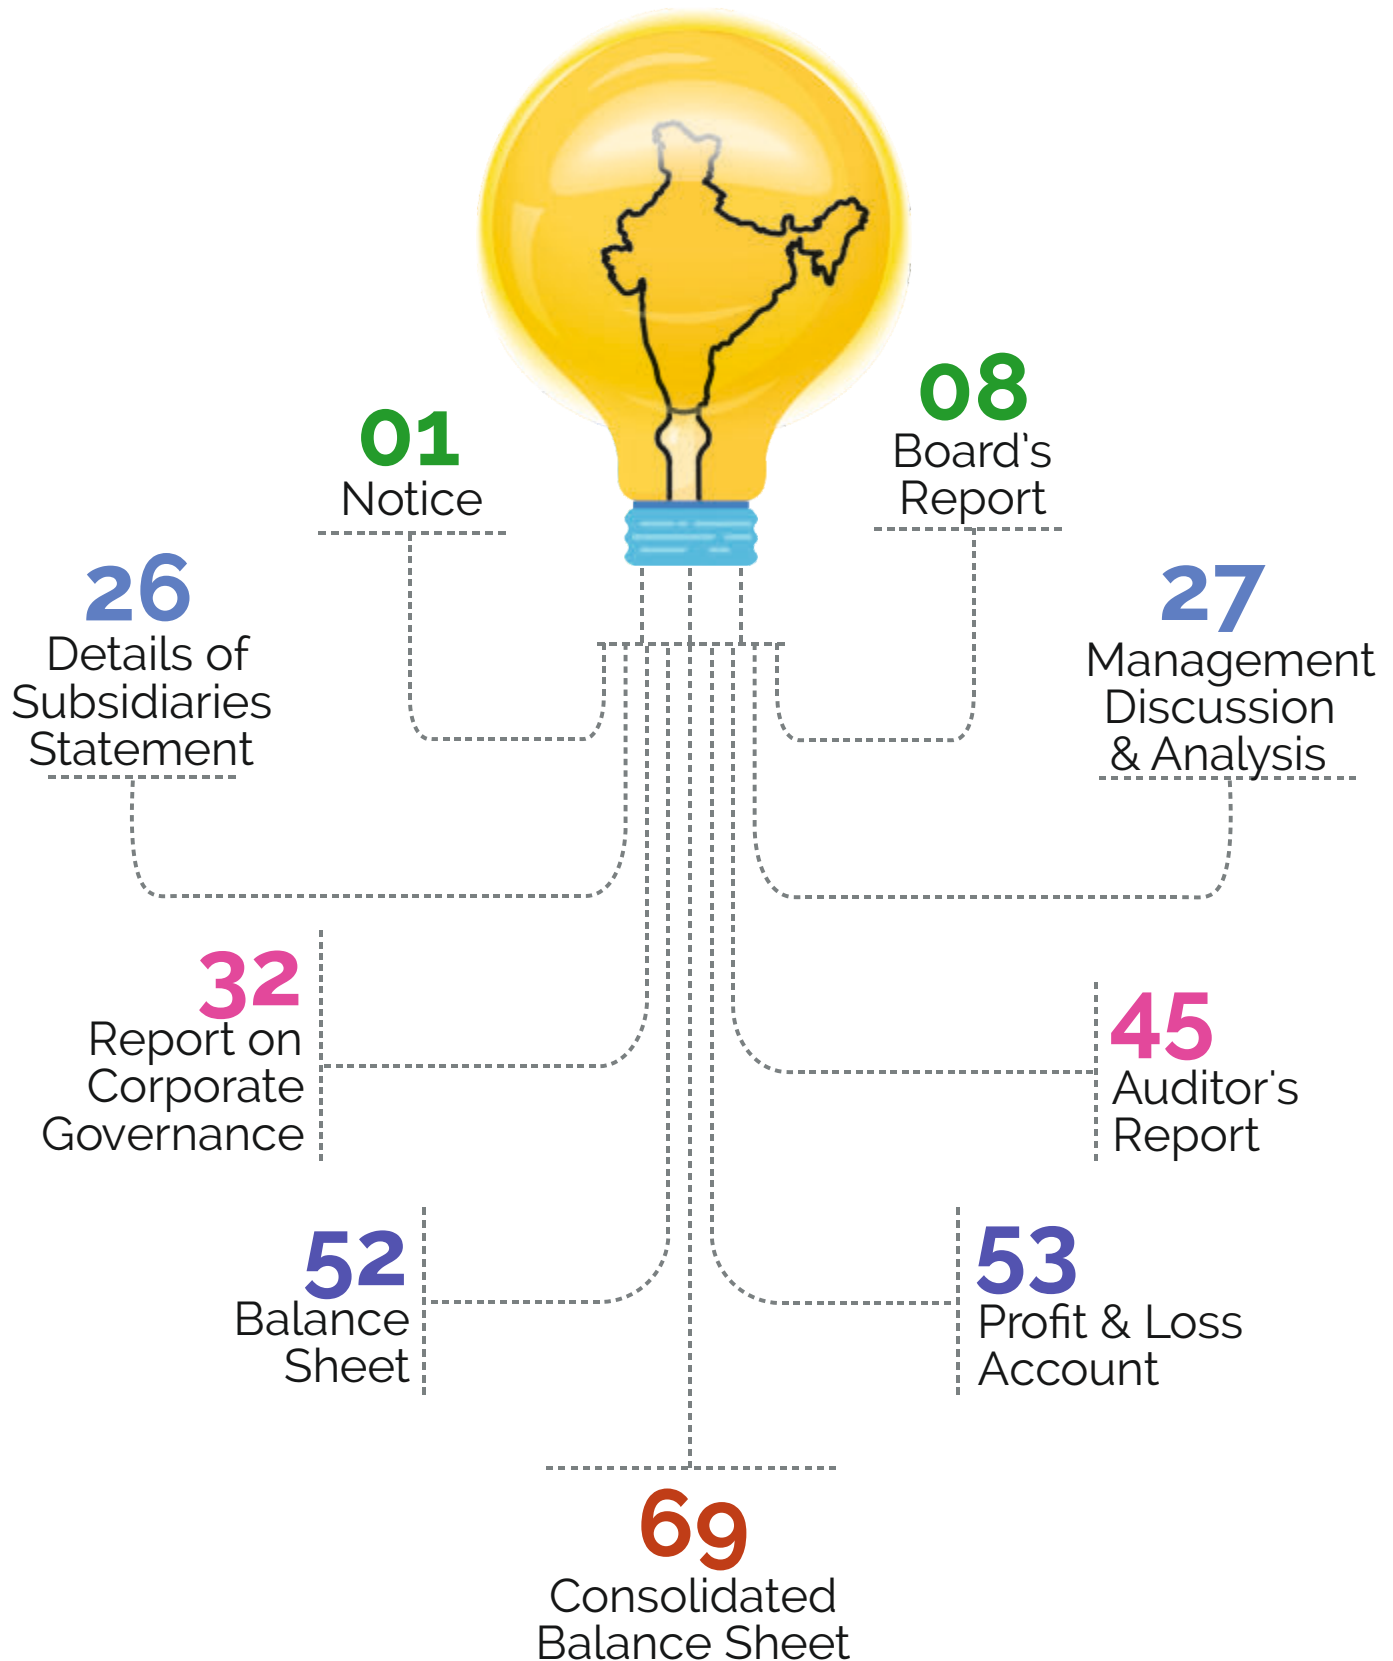 01
Notice
08
Board's
Report
26
Details of
Subsidiaries
Statement
27
Management
Discussion
& Analysis
32
Report on
Corporate
Governance
45
Auditor's
Report
52
Balance
Sheet
53
Profit & Loss
Account
69
Consolidated
Balance Sheet